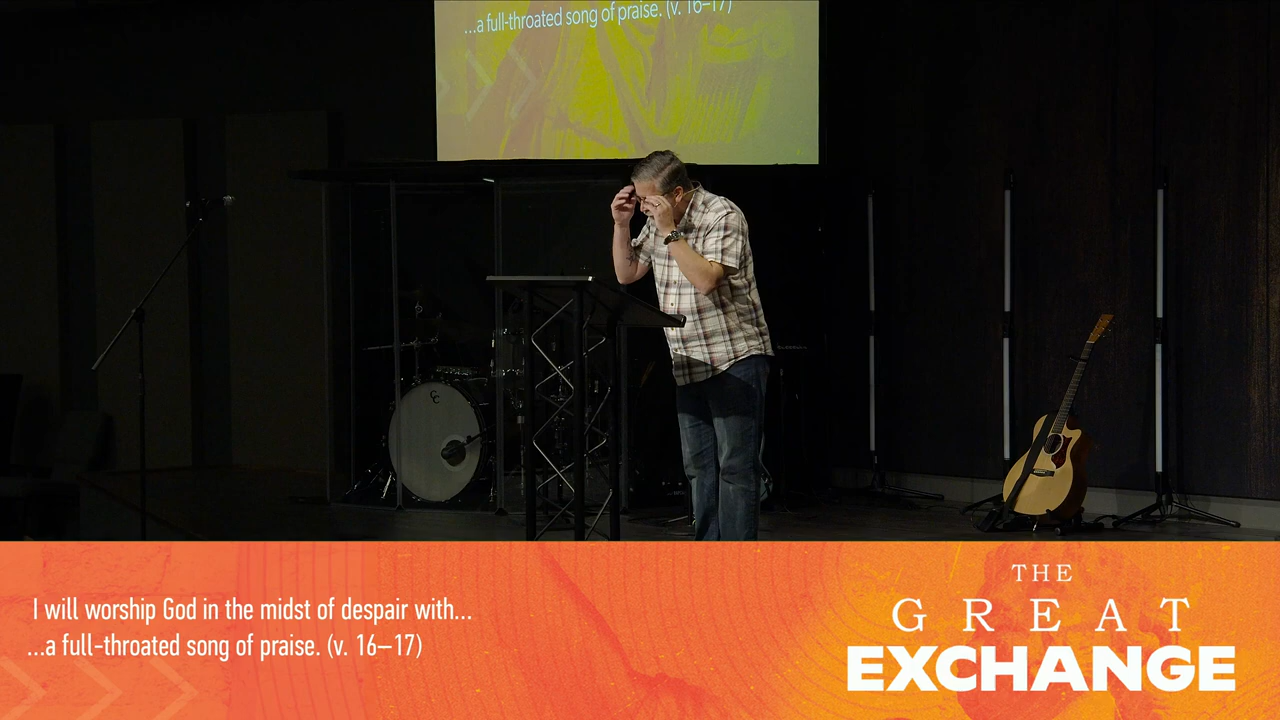 ...a full-throated song of praise. (v. 16–17)
I will worship God in the midst of despair with...
...a full-throated song of praise. (v. 16–17)
THE
GREAT
EXCHANGE